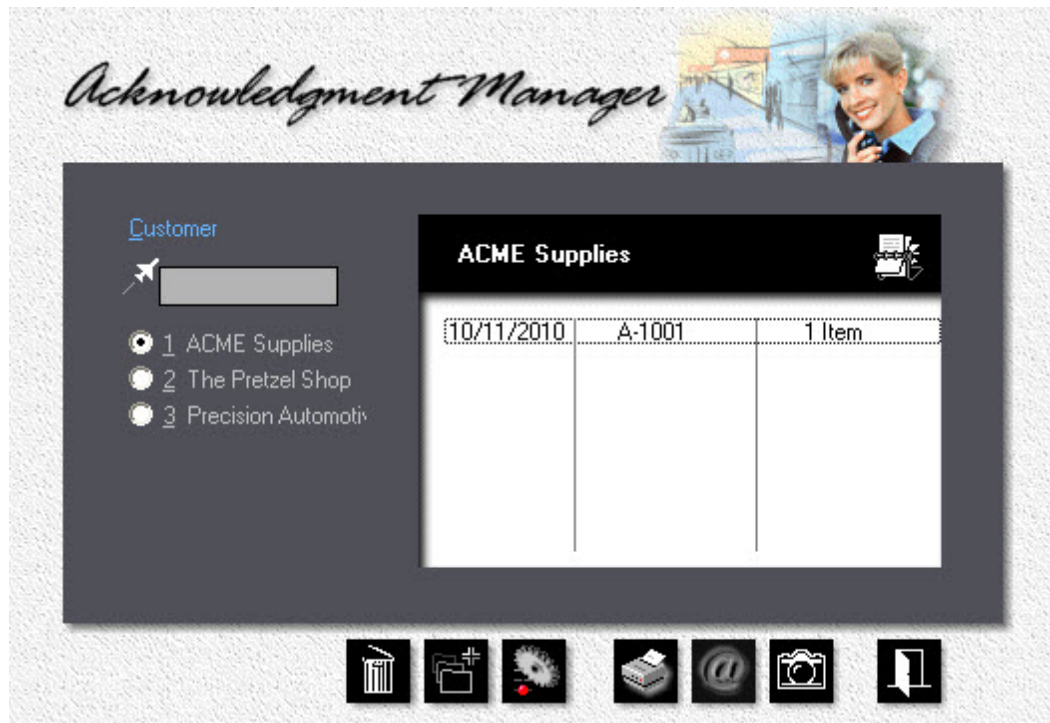 Acknowledgment Manager
Customer
ACME Supplies
10/11/2010 A-1001 1 Item
1 ACME Supplies
2 The Pretzel Shop
3 Precision Automotiv
@